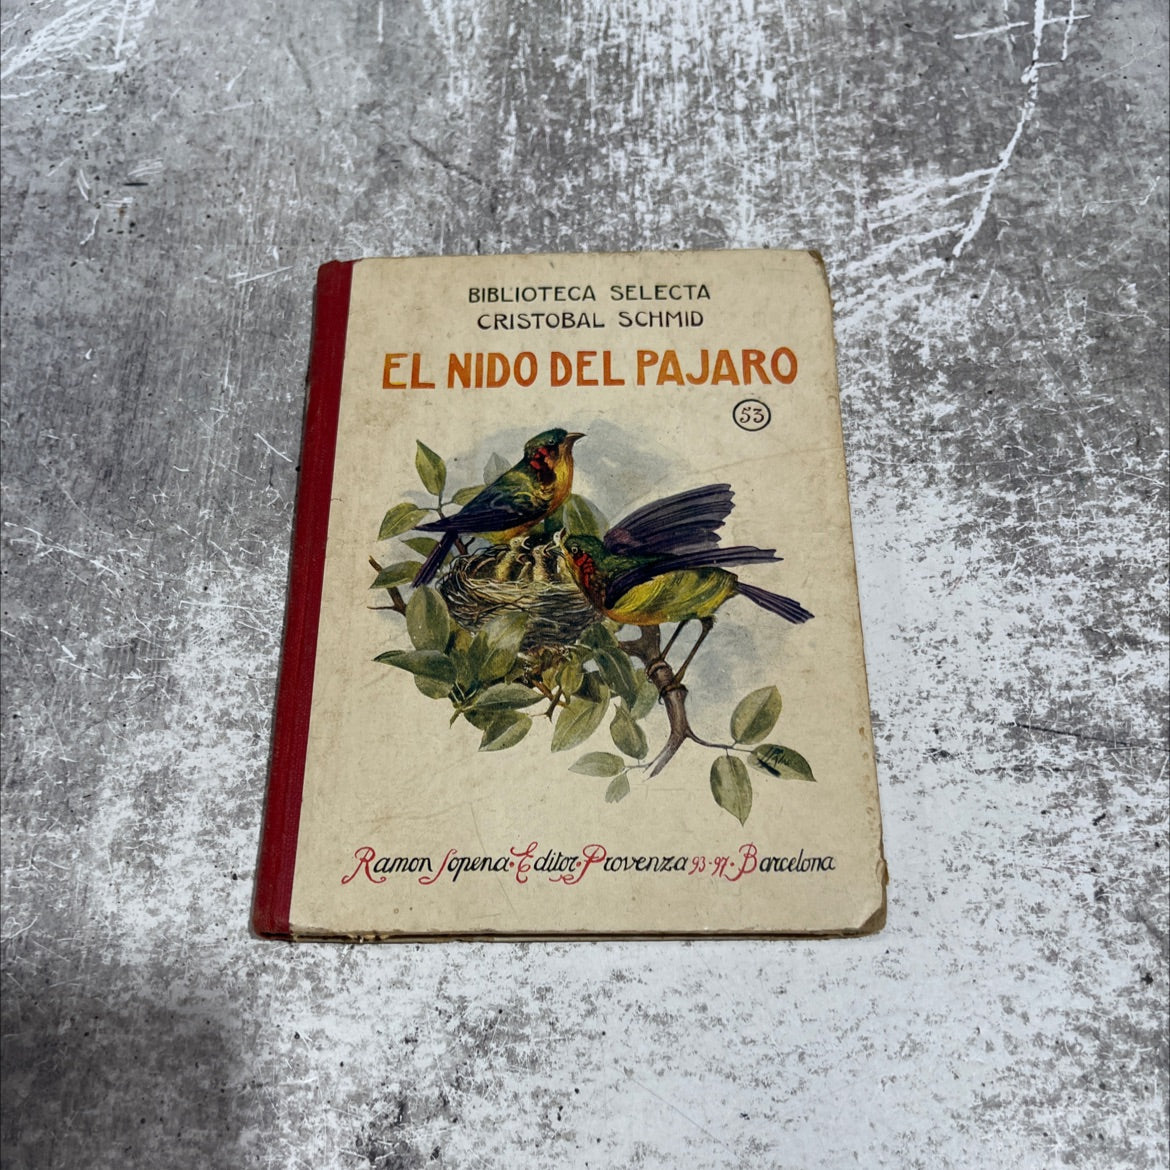 BIBLIOTECA SELECTA
CRISTOBAL SCHMID
EL NIDO DEL PAJARO
53
Ramon Sopena·Editor·Provenza 93-97·Barcelona